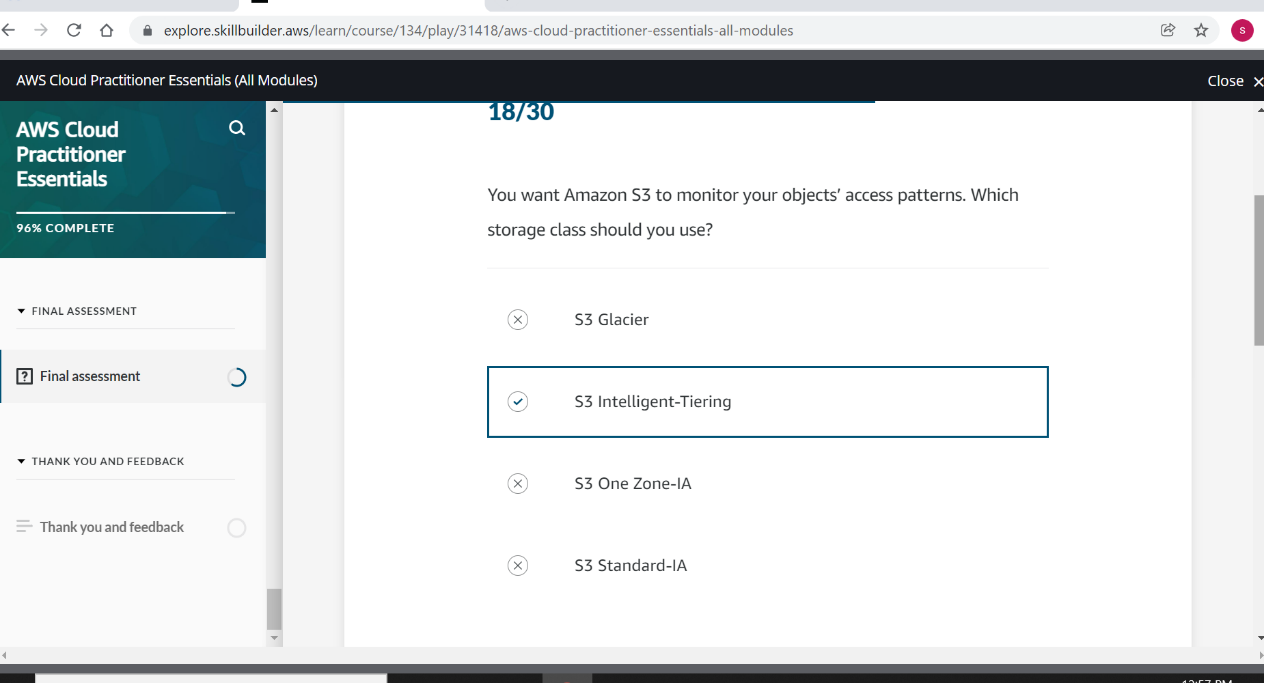 explore.skillbuilder.aws/learn/course/134/play/31418/aws-cloud-practitioner-essentials-all-modules
S
AWS Cloud Practitioner Essentials (All Modules)
Close
AWS Cloud
Practitioner
Essentials
96% COMPLETE
FINAL ASSESSMENT
Final assessment
THANK YOU AND FEEDBACK
Thank you and feedback
18/30
You want Amazon S3 to monitor your objects’ access patterns. Which
storage class should you use?
S3 Glacier
S3 Intelligent-Tiering
S3 One Zone-IA
S3 Standard-IA